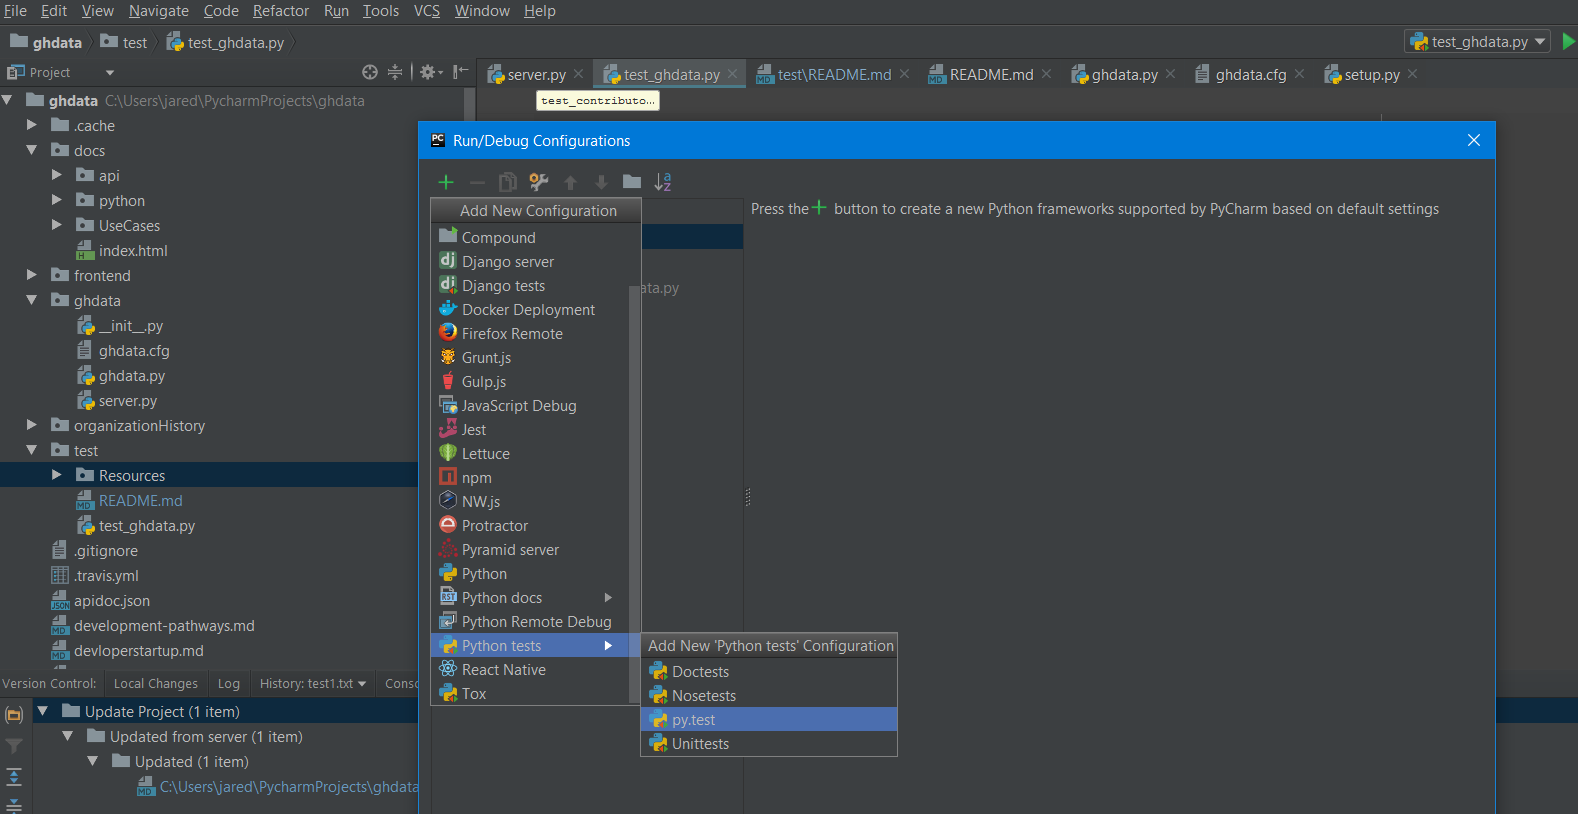 File Edit View Navigate Code Refactor Run Tools VCS Window Help
ghdata test test_ghdata.py test_ghdata.py
Project server.py test_ghdata.py test\README.md README.md ghdata.py ghdata.cfg setup.py
test_contributo...
ghdata C:\Users\jared\PycharmProjects\ghdata
.cache
docs
api
python
UseCases
index.html
frontend
ghdata
__init__.py
ghdata.cfg
ghdata.py
server.py
organizationHistory
test
Resources
README.md
test_ghdata.py
.gitignore
.travis.yml
apidoc.json
development-pathways.md
devloperstartup.md
Run/Debug Configurations
Add New Configuration
Press the + button to create a new Python frameworks supported by PyCharm based on default settings
Compound
Django server
Django tests
ata.py
Docker Deployment
Firefox Remote
Grunt.js
Gulp.js
JavaScript Debug
Jest
Lettuce
npm
NW.js
Protractor
Pyramid server
Python
Python docs
Python Remote Debug
Python tests
React Native
Tox
Add New 'Python tests' Configuration
Doctests
Nosetests
py.test
Unittests
Version Control: Local Changes Log History: test1.txt Conso
Update Project (1 item)
Updated from server (1 item)
Updated (1 item)
C:\Users\jared\PycharmProjects\ghdata